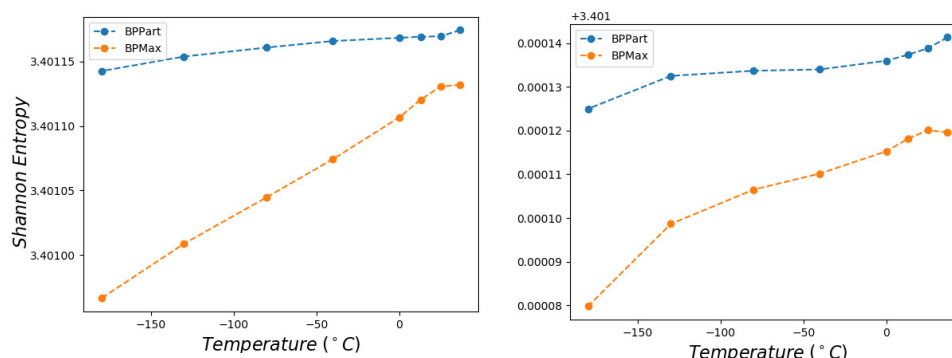 BPPart
BPMax
3.40115
3.40110
3.40105
3.40100
Shannon Entropy
−150
−100
−50
0
Temperature (°C)
+3.401
BPPart
BPMax
0.00014
0.00013
0.00012
0.00011
0.00010
0.00009
0.00008
−150
−100
−50
0
Temperature (°C)